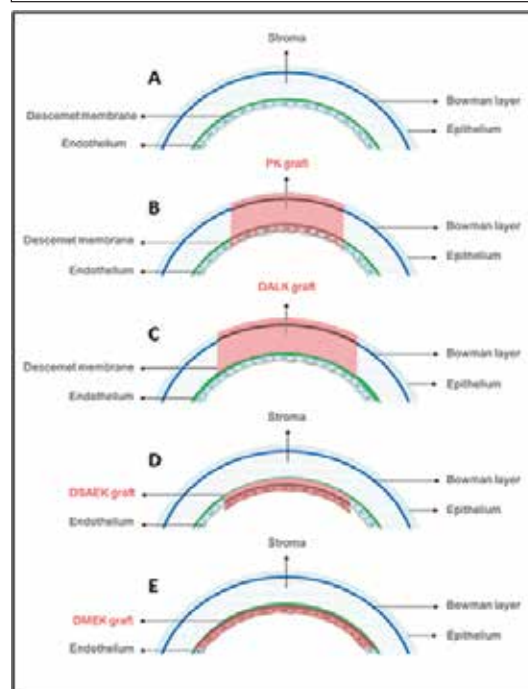 Stroma
A
Descemet membrane
Bowman layer
Endothelium
Epithelium
PK graft
B
Descemet membrane
Bowman layer
Endothelium
Epithelium
DALK graft
C
Descemet membrane
Bowman layer
Endothelium
Epithelium
Stroma
D
DSAEK graft
Bowman layer
Endothelium
Epithelium
Stroma
E
DMEK graft
Bowman layer
Endothelium
Epithelium